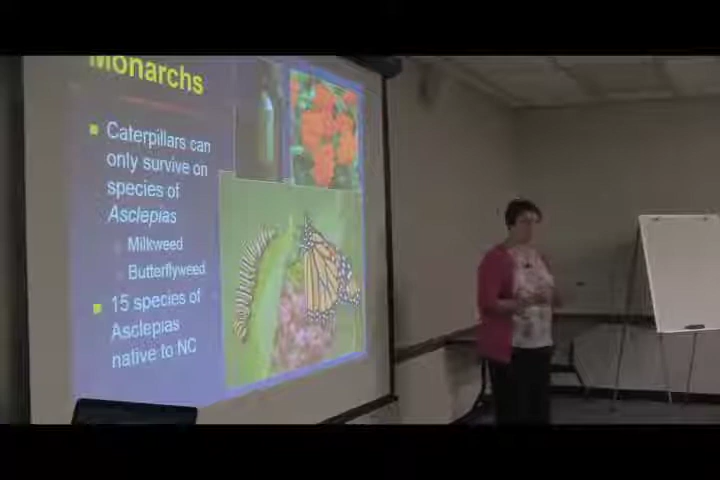 Monarchs
Caterpillars can
only survive on
species of
Asclepias
Milkweed
Butterflyweed
15 species of
Asclepias
native to NC